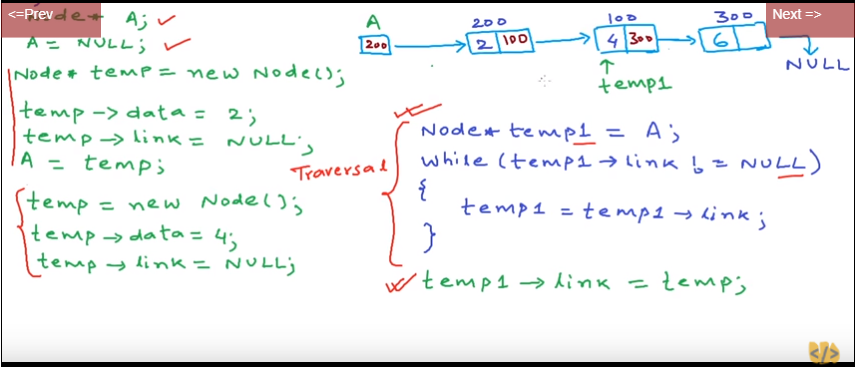 <=Prev
Next =>
Node* A;
A = NULL;
Node* temp = new Node();
temp -> data = 2;
temp → link = NULL;
A = temp;
temp = new Node();
temp → data = 4;
temp → link = NULL;
A
200
200
2 100
100
4 300
300
6
NULL
↑
temp1
Traversal
Node* temp1 = A;
while (temp1 → link != NULL)
{
temp1 = temp1 → link;
}
temp1 → link = temp;
</>